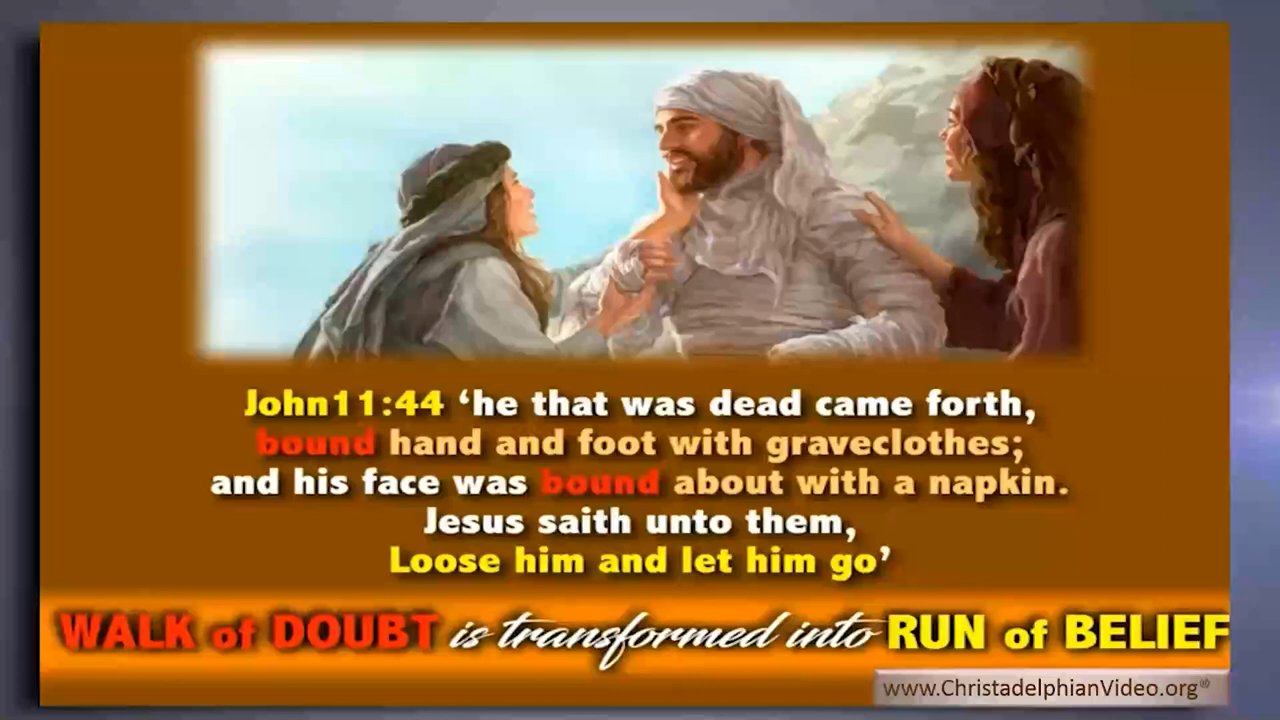 John11:44 ‘he that was dead came forth,
bound hand and foot with graveclothes;
and his face was bound about with a napkin.
Jesus saith unto them,
Loose him and let him go’
WALK of DOUBT is transformed into RUN of BELIEF
www.ChristadelphianVideo.org®